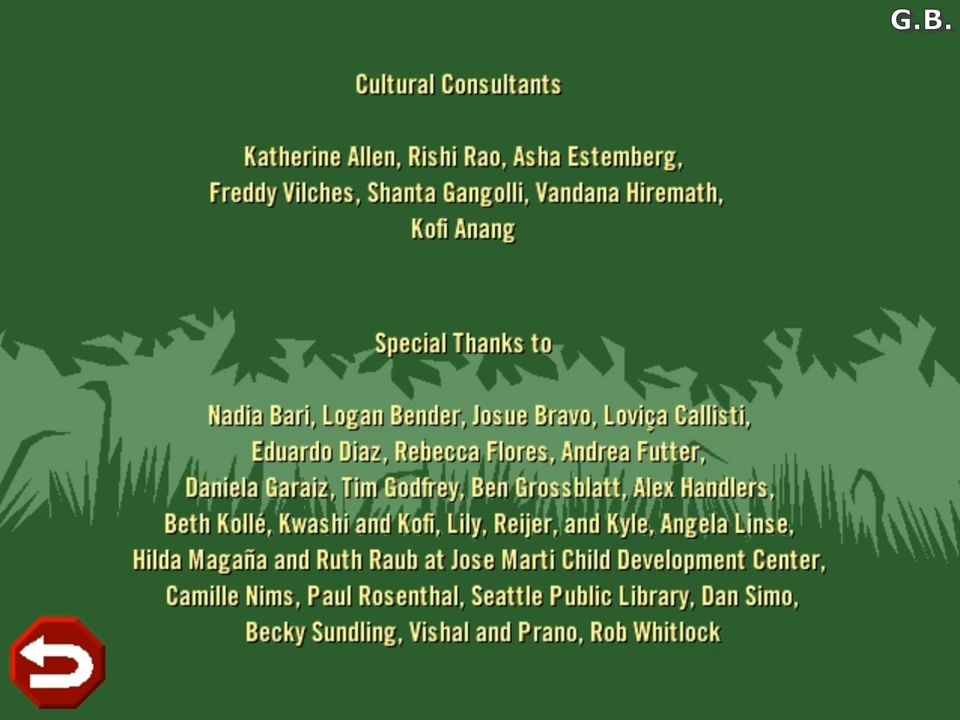 G.B.
Cultural Consultants
Katherine Allen, Rishi Rao, Asha Estemberg,
Freddy Vilches, Shanta Gangolli, Vandana Hiremath,
Kofi Anang
Special Thanks to
Nadia Bari, Logan Bender, Josue Bravo, Loviça Callisti,
Eduardo Diaz, Rebecca Flores, Andrea Futter,
Daniela Garaiz, Tim Godfrey, Ben Grossblatt, Alex Handlers,
Beth Kollé, Kwashi and Kofi, Lily, Reijer, and Kyle, Angela Linse,
Hilda Magaña and Ruth Raub at Jose Marti Child Development Center,
Camille Nims, Paul Rosenthal, Seattle Public Library, Dan Simo,
Becky Sundling, Vishal and Prano, Rob Whitlock